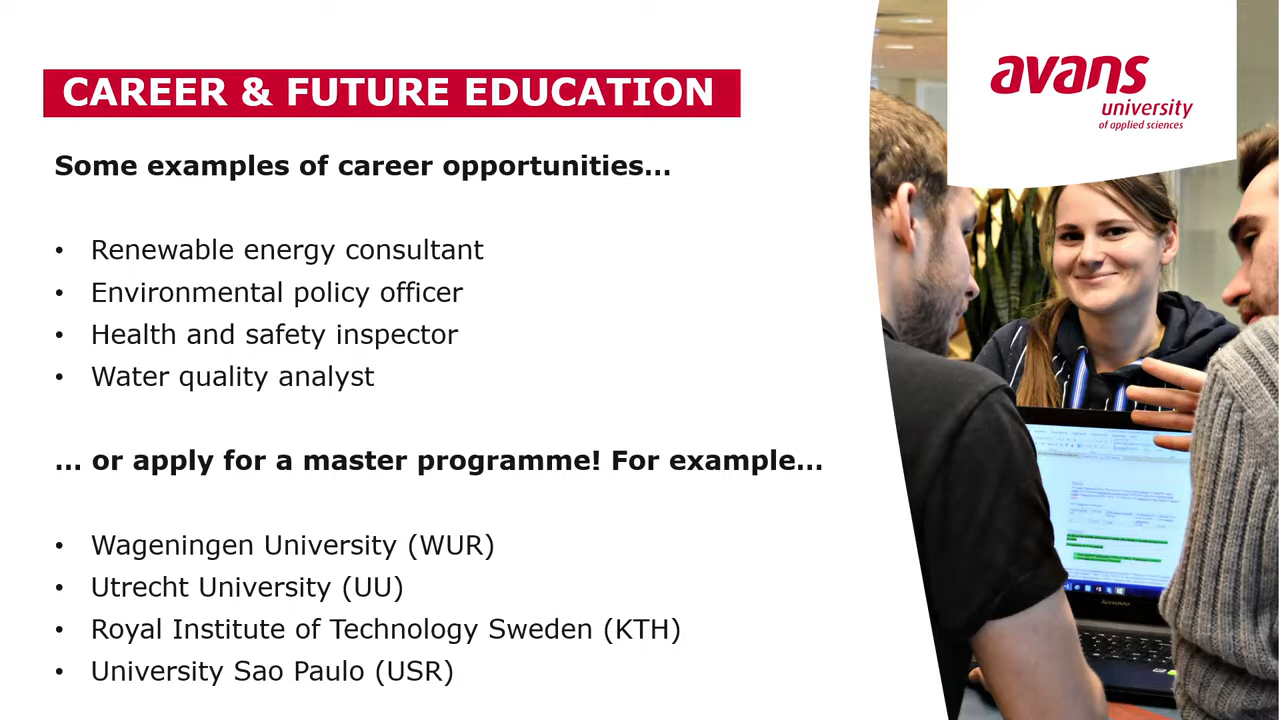 CAREER & FUTURE EDUCATION
avans
university
of applied sciences
Some examples of career opportunities...
• Renewable energy consultant
• Environmental policy officer
• Health and safety inspector
• Water quality analyst
... or apply for a master programme! For example...
• Wageningen University (WUR)
• Utrecht University (UU)
• Royal Institute of Technology Sweden (KTH)
• University Sao Paulo (USR)
lenovo